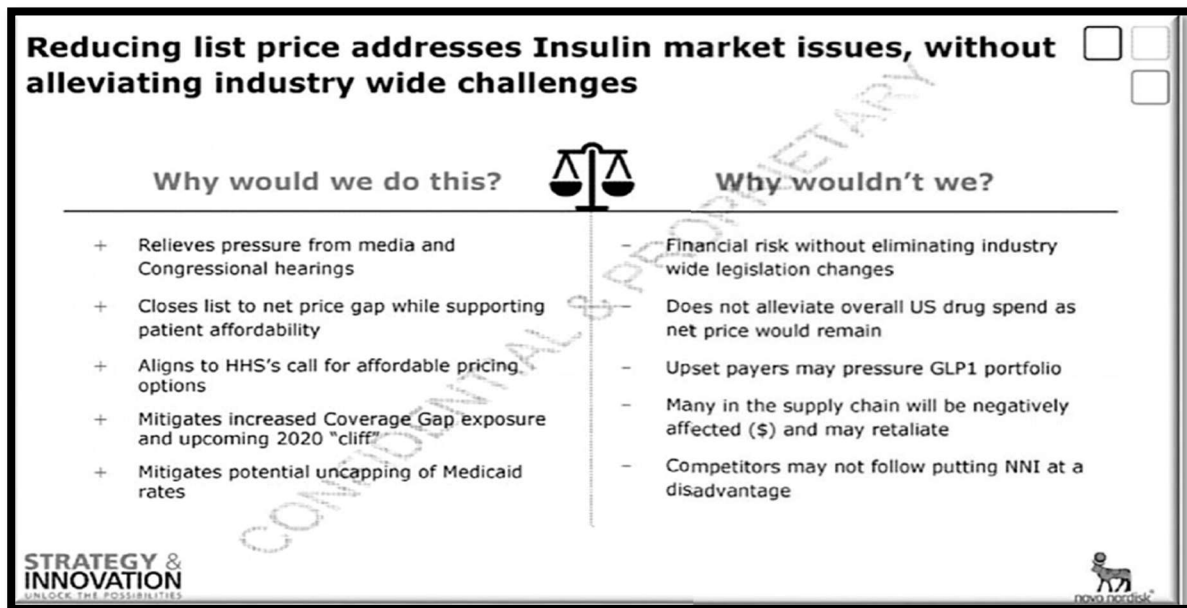 Reducing list price addresses Insulin market issues, without
alleviating industry wide challenges
Why would we do this?
+ Relieves pressure from media and
Congressional hearings
+ Closes list to net price gap while supporting
patient affordability
+ Aligns to HHS's call for affordable pricing
options
+ Mitigates increased Coverage Gap exposure
and upcoming 2020 "cliff"
+ Mitigates potential uncapping of Medicaid
rates
Why wouldn't we?
- Financial risk without eliminating industry
wide legislation changes
- Does not alleviate overall US drug spend as
net price would remain
- Upset payers may pressure GLP1 portfolio
- Many in the supply chain will be negatively
affected ($) and may retaliate
- Competitors may not follow putting NNI at a
disadvantage
CONFIDENTIAL & PROPRIETARY
STRATEGY &
INNOVATION
UNLOCK THE POSSIBILITIES
novo nordisk